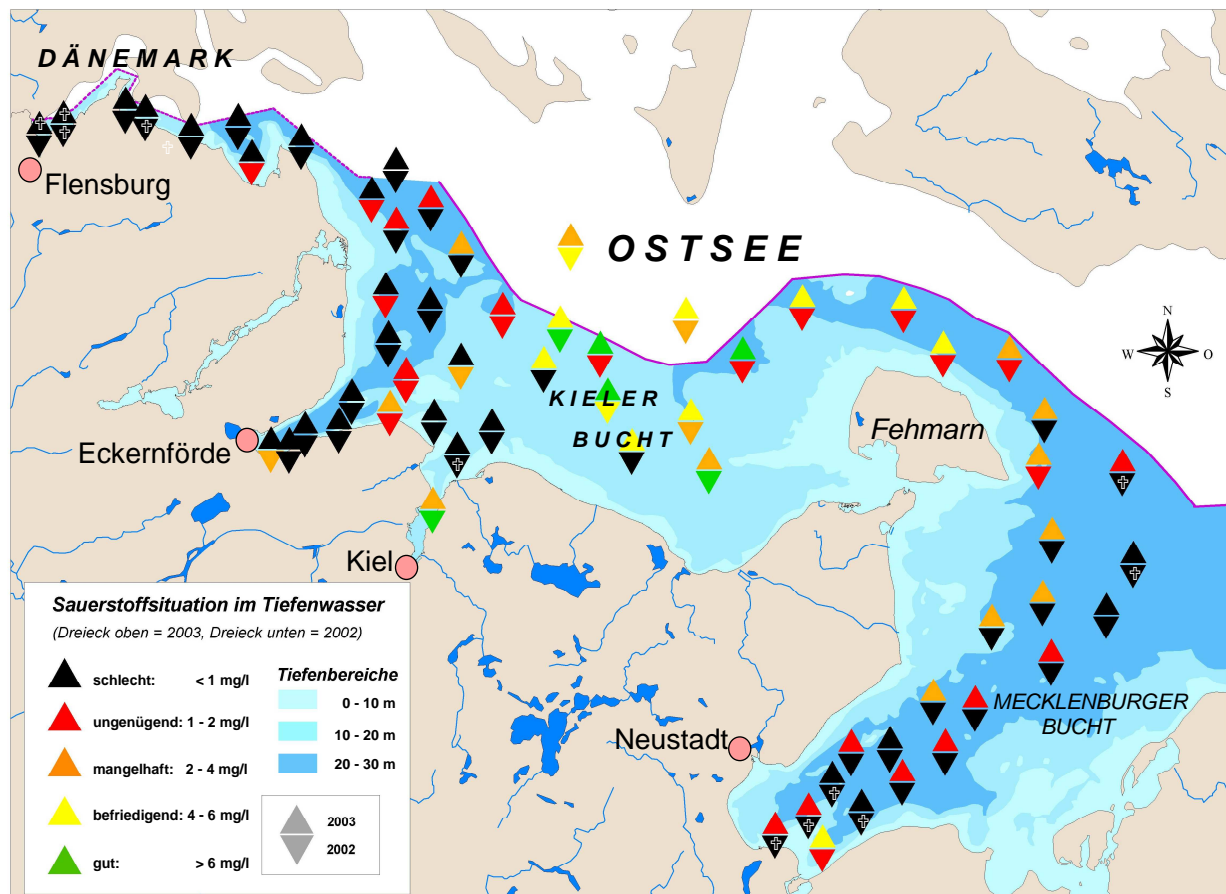 DÄNEMARK
Flensburg
OSTSEE
N
W O
S
KIELER
BUCHT
Fehmarn
Eckernförde
Kiel
Neustadt
MECKLENBURGER
BUCHT
Sauerstoffsituation im Tiefenwasser
(Dreieck oben = 2003, Dreieck unten = 2002)
schlecht: < 1 mg/l
ungenügend: 1 - 2 mg/l
mangelhaft: 2 - 4 mg/l
befriedigend: 4 - 6 mg/l
gut: > 6 mg/l
Tiefenbereiche
0 - 10 m
10 - 20 m
20 - 30 m
2003
2002